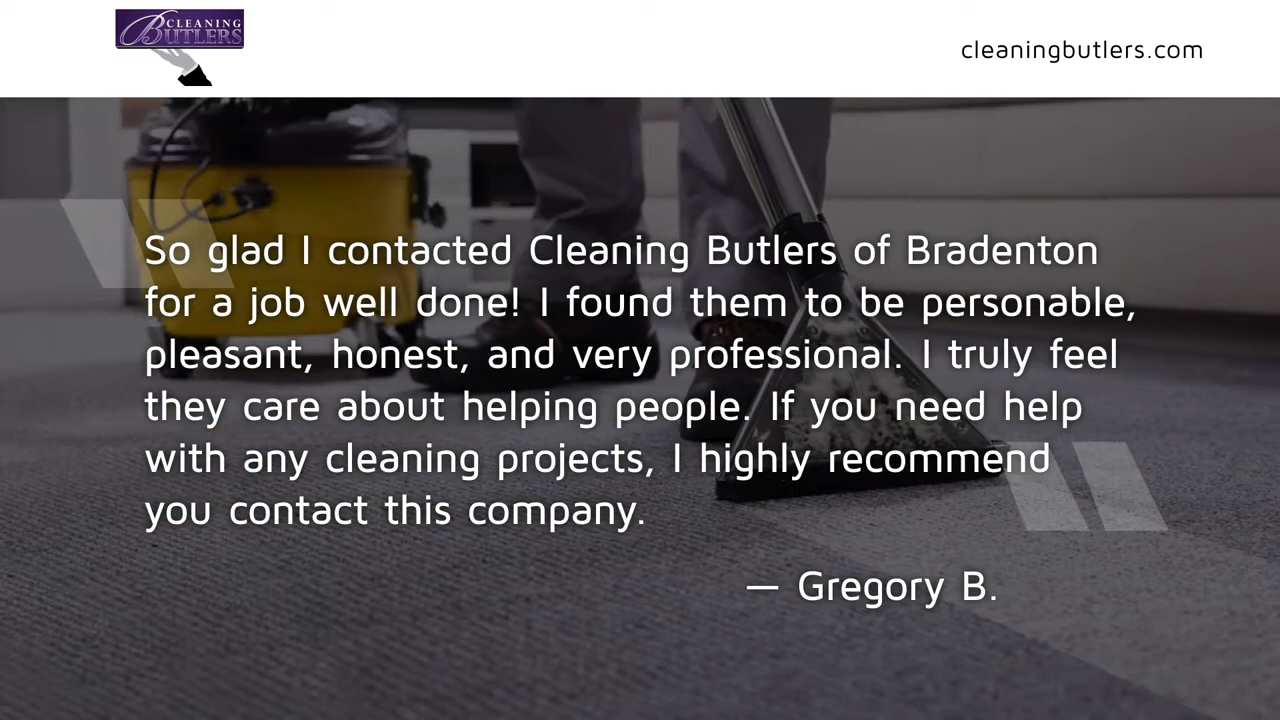 CLEANING
BUTLERS
cleaningbutlers.com
So glad I contacted Cleaning Butlers of Bradenton
for a job well done! I found them to be personable,
pleasant, honest, and very professional. I truly feel
they care about helping people. If you need help
with any cleaning projects, I highly recommend
you contact this company.
— Gregory B.